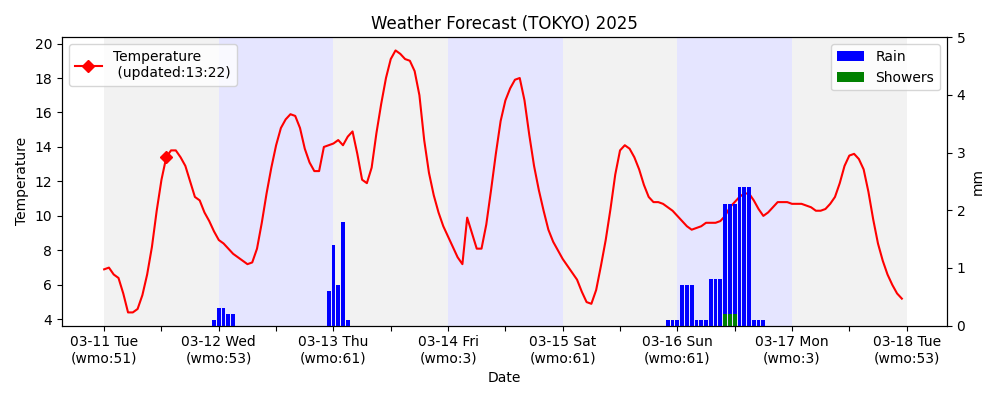 Weather Forecast (TOKYO) 2025
Temperature
(updated:13:22)
Rain
Showers
20
18
16
14
12
10
8
6
4
Temperature
5
4
3
2
1
0
mm
03-11 Tue
(wmo:51)
03-12 Wed
(wmo:53)
03-13 Thu
(wmo:61)
03-14 Fri
(wmo:3)
03-15 Sat
(wmo:61)
03-16 Sun
(wmo:61)
03-17 Mon
(wmo:3)
03-18 Tue
(wmo:53)
Date